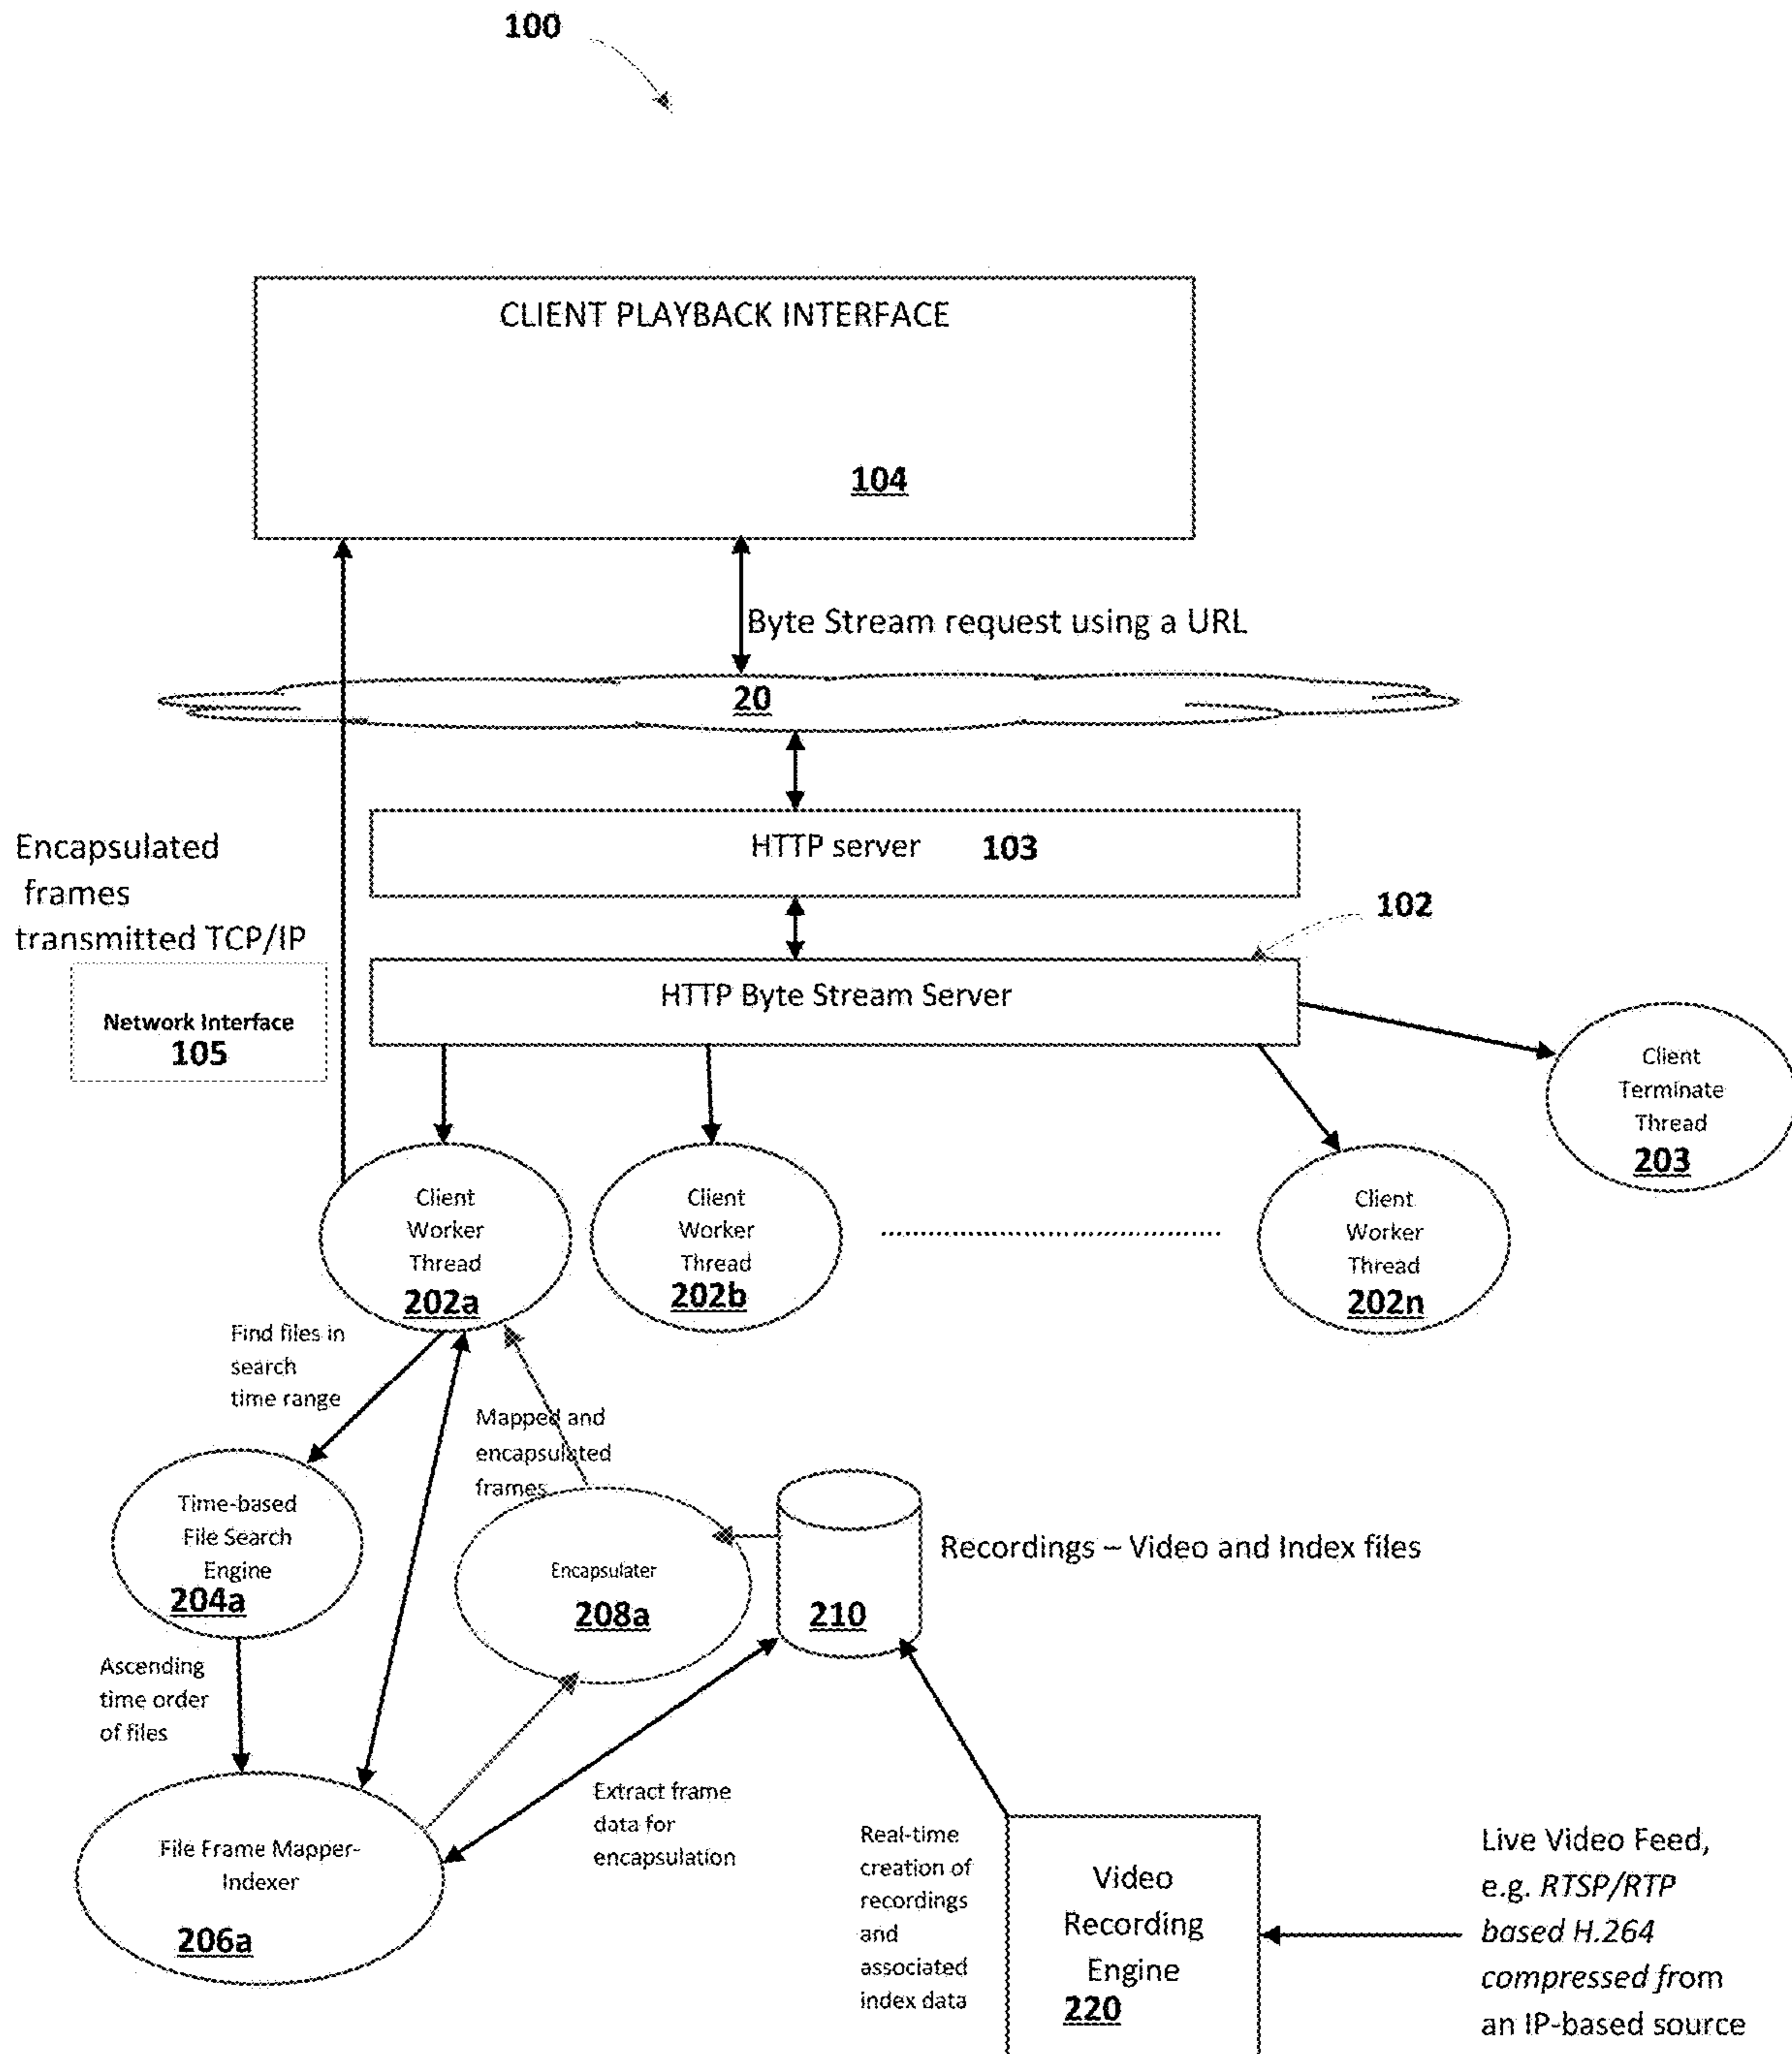 100
CLIENT PLAYBACK INTERFACE
104
Byte Stream request using a URL
20
HTTP server 103
Encapsulated
frames
transmitted TCP/IP
102
HTTP Byte Stream Server
Network Interface
105
Client
Terminate
Thread
203
Client
Worker
Thread
202a
Client
Worker
Thread
202b
Client
Worker
Thread
202n
Find files in
search
time range
Mapped and
encapsulated
frames
Time-based
File Search
Engine
204a
Encapsulater
208a
210
Recordings – Video and Index files
Ascending
time order
of files
File Frame Mapper-
Indexer
206a
Extract frame
data for
encapsulation
Real-time
creation of
recordings
and
associated
index data
Video
Recording
Engine
220
Live Video Feed,
e.g. RTSP/RTP
based H.264
compressed from
an IP-based source